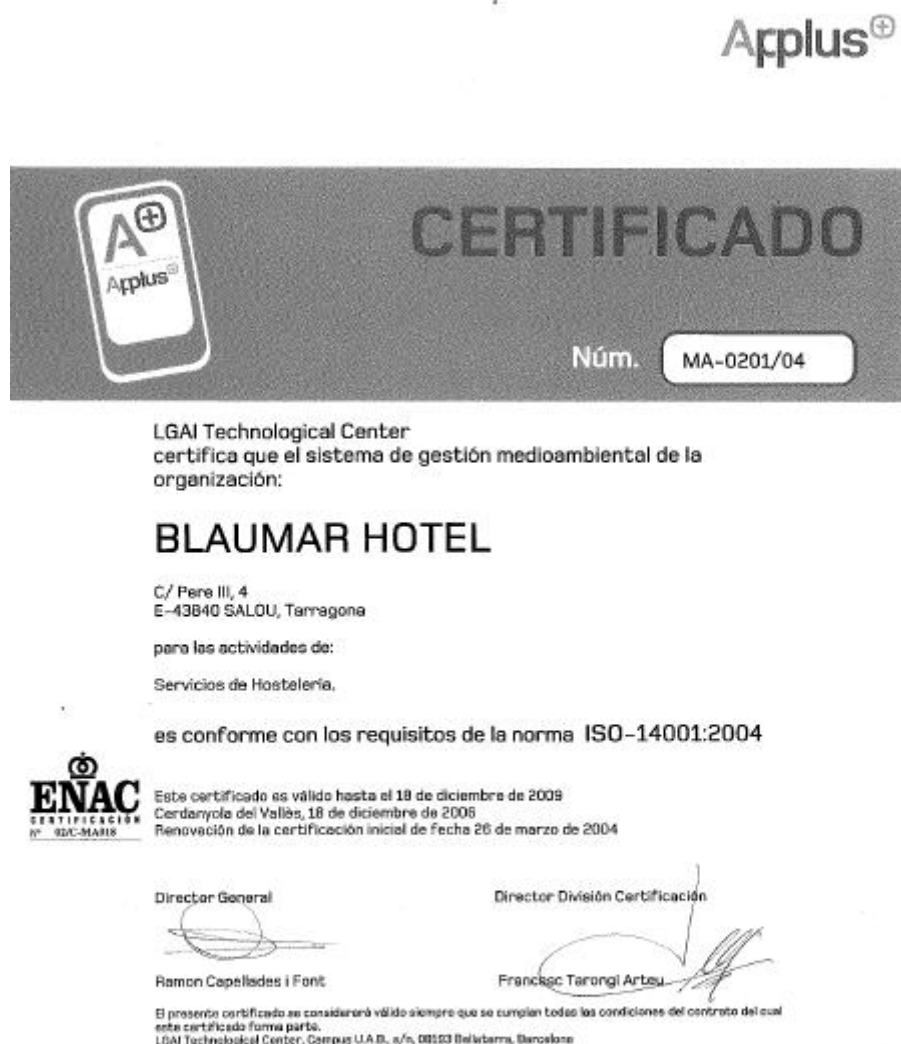 Applus+
A+
Applus+
CERTIFICADO
Núm. MA-0201/04
LGAI Technological Center
certifica que el sistema de gestión medioambiental de la
organización:
BLAUMAR HOTEL
C/ Pere III, 4
E-43840 SALOU, Tarragona
para las actividades de:
Servicios de Hostelería.
es conforme con los requisitos de la norma ISO-14001:2004
ENAC
CERTIFICACIÓN
Nº 02/C-MA018
Este certificado es válido hasta el 18 de diciembre de 2009
Cerdanyola del Vallès, 18 de diciembre de 2006
Renovación de la certificación inicial de fecha 26 de marzo de 2004
Director General
Director División Certificación
Ramon Capellades i Font
Francesc Tarongi Arteu
El presente certificado se considerará válido siempre que se cumplan todas las condiciones del contrato del cual
este certificado forma parte.
LGAI Technological Center, Campus U.A.B., s/n, 08193 Bellaterra, Barcelona